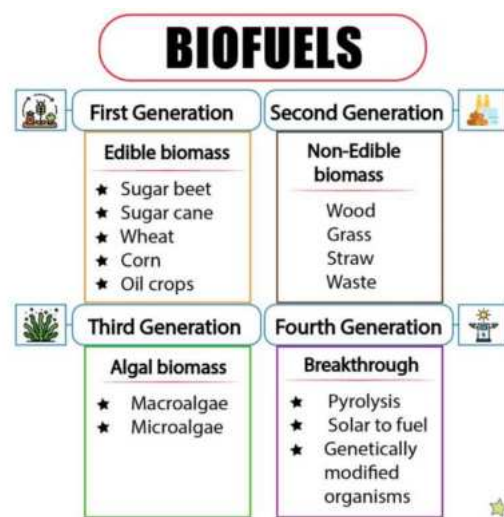 BIOFUELS
First Generation
Edible biomass
Sugar beet
Sugar cane
Wheat
Corn
Oil crops
Second Generation
Non-Edible
biomass
Wood
Grass
Straw
Waste
Third Generation
Algal biomass
Macroalgae
Microalgae
Fourth Generation
Breakthrough
Pyrolysis
Solar to fuel
Genetically
modified
organisms